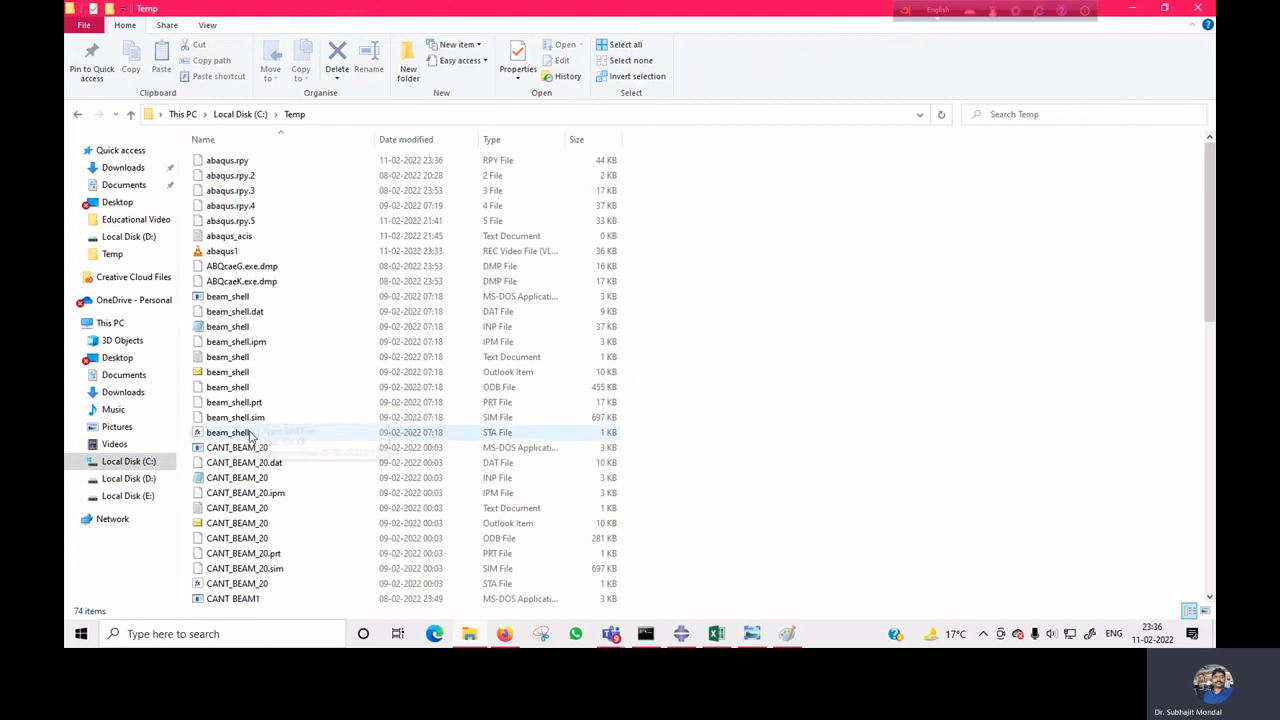 Temp
English
File Home Share View
Pin to Quick access
Copy
Paste
Cut
Copy path
Paste shortcut
Clipboard
Move to
Copy to
Delete
Rename
Organise
New folder
New item
Easy access
New
Properties
Open
Edit
History
Open
Select all
Select none
Invert selection
Select
This PC > Local Disk (C:) > Temp
Search Temp
Name Date modified Type Size
Quick access
Downloads
Documents
Desktop
Educational Video
Local Disk (D:)
Temp
Creative Cloud Files
OneDrive - Personal
This PC
3D Objects
Desktop
Documents
Downloads
Music
Pictures
Videos
Local Disk (C:)
Local Disk (D:)
Local Disk (E:)
Network
abaqus.rpy 11-02-2022 23:36 RPY File 44 KB
abaqus.rpy.2 08-02-2022 20:28 2 File 2 KB
abaqus.rpy.3 08-02-2022 23:53 3 File 17 KB
abaqus.rpy.4 09-02-2022 07:19 4 File 37 KB
abaqus.rpy.5 11-02-2022 21:41 5 File 33 KB
abaqus_acis 11-02-2022 21:45 Text Document 0 KB
abaqus1 11-02-2022 23:33 REC Video File (VL... 36 KB
ABQcaeG.exe.dmp 08-02-2022 23:53 DMP File 16 KB
ABQcaeK.exe.dmp 08-02-2022 23:53 DMP File 17 KB
beam_shell 09-02-2022 07:18 MS-DOS Applicati... 3 KB
beam_shell.dat 09-02-2022 07:18 DAT File 9 KB
beam_shell 09-02-2022 07:18 INP File 37 KB
beam_shell.ipm 09-02-2022 07:18 IPM File 3 KB
beam_shell 09-02-2022 07:18 Text Document 1 KB
beam_shell 09-02-2022 07:18 Outlook Item 10 KB
beam_shell 09-02-2022 07:18 ODB File 455 KB
beam_shell.prt 09-02-2022 07:18 PRT File 17 KB
beam_shell.sim 09-02-2022 07:18 SIM File 697 KB
beam_shell 09-02-2022 07:18 STA File 1 KB
CANT_BEAM_20 09-02-2022 00:03 MS-DOS Applicati... 3 KB
CANT_BEAM_20.dat 09-02-2022 00:03 DAT File 10 KB
CANT_BEAM_20 09-02-2022 00:03 INP File 3 KB
CANT_BEAM_20.ipm 09-02-2022 00:03 IPM File 3 KB
CANT_BEAM_20 09-02-2022 00:03 Text Document 1 KB
CANT_BEAM_20 09-02-2022 00:03 Outlook Item 10 KB
CANT_BEAM_20 09-02-2022 00:03 ODB File 281 KB
CANT_BEAM_20.prt 09-02-2022 00:03 PRT File 1 KB
CANT_BEAM_20.sim 09-02-2022 00:03 SIM File 697 KB
CANT_BEAM_20 09-02-2022 00:03 STA File 1 KB
CANT BEAM1 08-02-2022 23:49 MS-DOS Applicati... 3 KB
74 items
Type here to search
17°C
ENG
23:36
11-02-2022
Dr. Subhajit Mondal